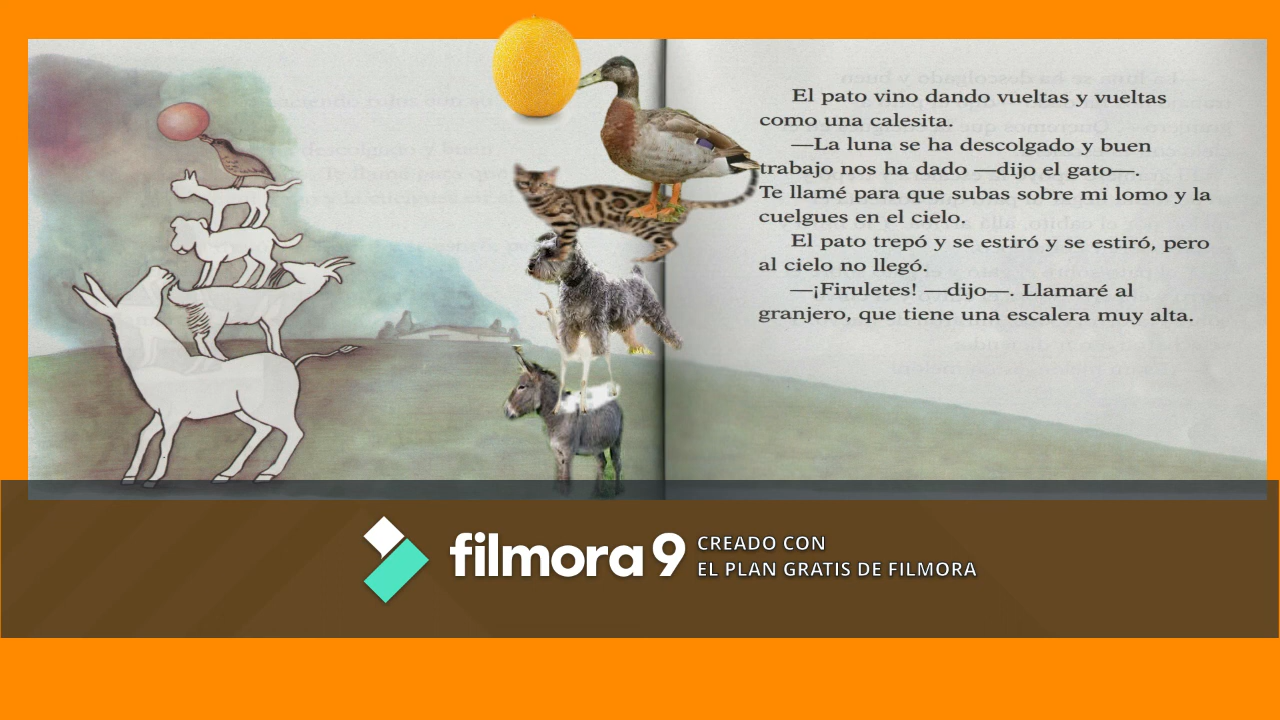 El pato vino dando vueltas y vueltas
como una calesita.
—La luna se ha descolgado y buen
trabajo nos ha dado —dijo el gato—.
Te llamé para que subas sobre mi lomo y la
cuelgues en el cielo.
El pato trepó y se estiró y se estiró, pero
al cielo no llegó.
—¡Firuletes! —dijo—. Llamaré al
granjero, que tiene una escalera muy alta.
filmora 9
CREADO CON
EL PLAN GRATIS DE FILMORA